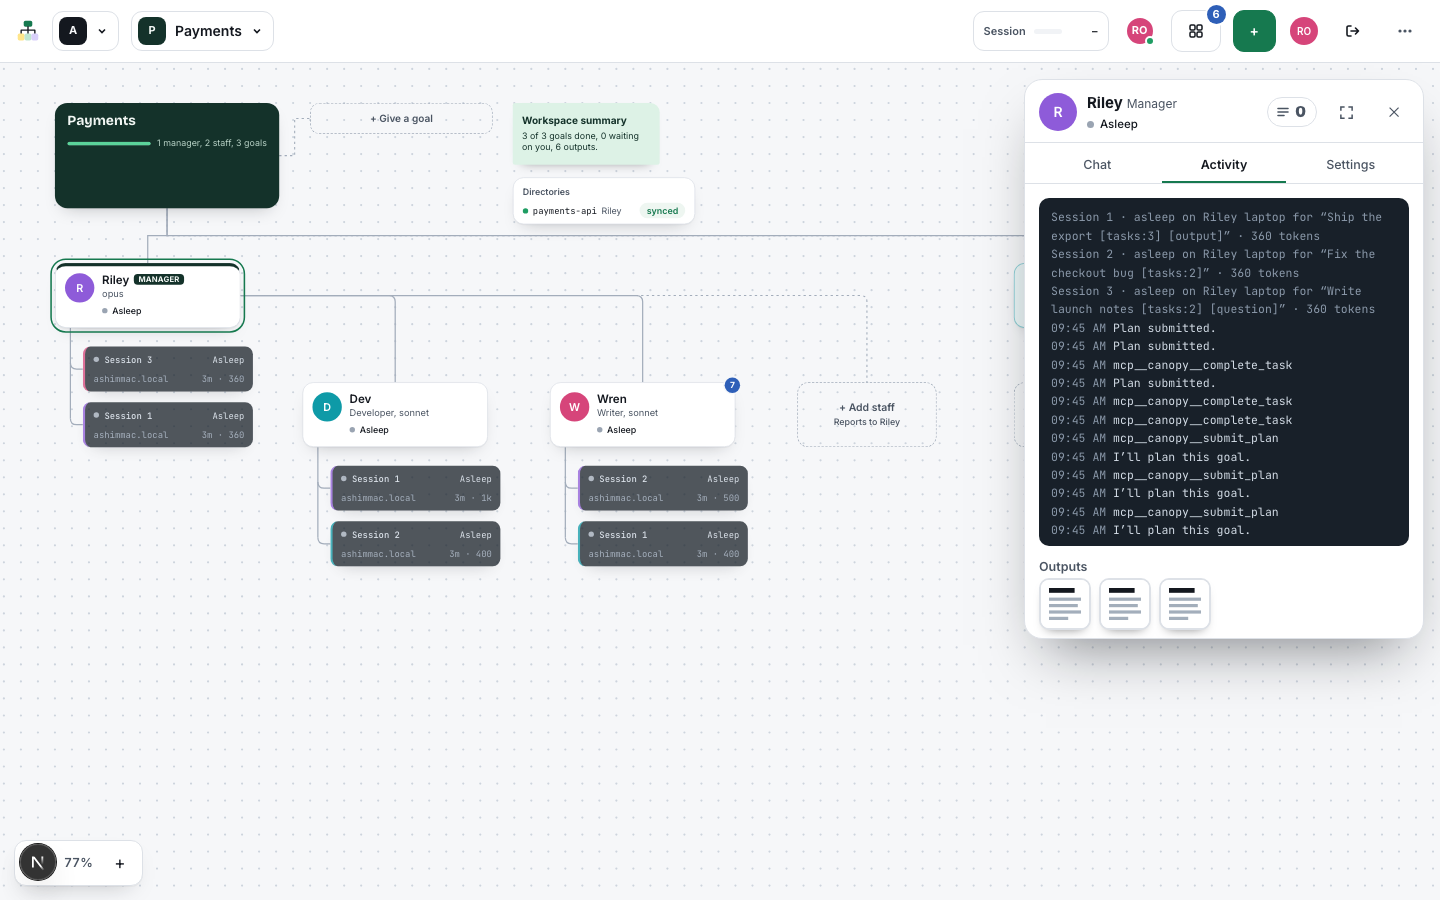 A
P Payments
Session –
RO
6
+
RO
Payments
1 manager, 2 staff, 3 goals
+ Give a goal
Workspace summary
3 of 3 goals done, 0 waiting
on you, 6 outputs.
Directories
payments-api Riley synced
R
Riley MANAGER
opus
Asleep
Session 3 Asleep
ashimmac.local 3m · 360
Session 1 Asleep
ashimmac.local 3m · 360
D
Dev
Developer, sonnet
Asleep
Session 1 Asleep
ashimmac.local 3m · 1k
Session 2 Asleep
ashimmac.local 3m · 400
7
W
Wren
Writer, sonnet
Asleep
Session 2 Asleep
ashimmac.local 3m · 500
Session 1 Asleep
ashimmac.local 3m · 400
+ Add staff
Reports to Riley
R
Riley Manager
Asleep
0
Chat Activity Settings
Session 1 · asleep on Riley laptop for “Ship the
export [tasks:3] [output]” · 360 tokens
Session 2 · asleep on Riley laptop for “Fix the
checkout bug [tasks:2]” · 360 tokens
Session 3 · asleep on Riley laptop for “Write
launch notes [tasks:2] [question]” · 360 tokens
09:45 AM Plan submitted.
09:45 AM Plan submitted.
09:45 AM mcp__canopy__complete_task
09:45 AM Plan submitted.
09:45 AM mcp__canopy__complete_task
09:45 AM mcp__canopy__complete_task
09:45 AM mcp__canopy__submit_plan
09:45 AM I’ll plan this goal.
09:45 AM mcp__canopy__submit_plan
09:45 AM I’ll plan this goal.
09:45 AM mcp__canopy__submit_plan
09:45 AM I’ll plan this goal.
Outputs
N 77% +